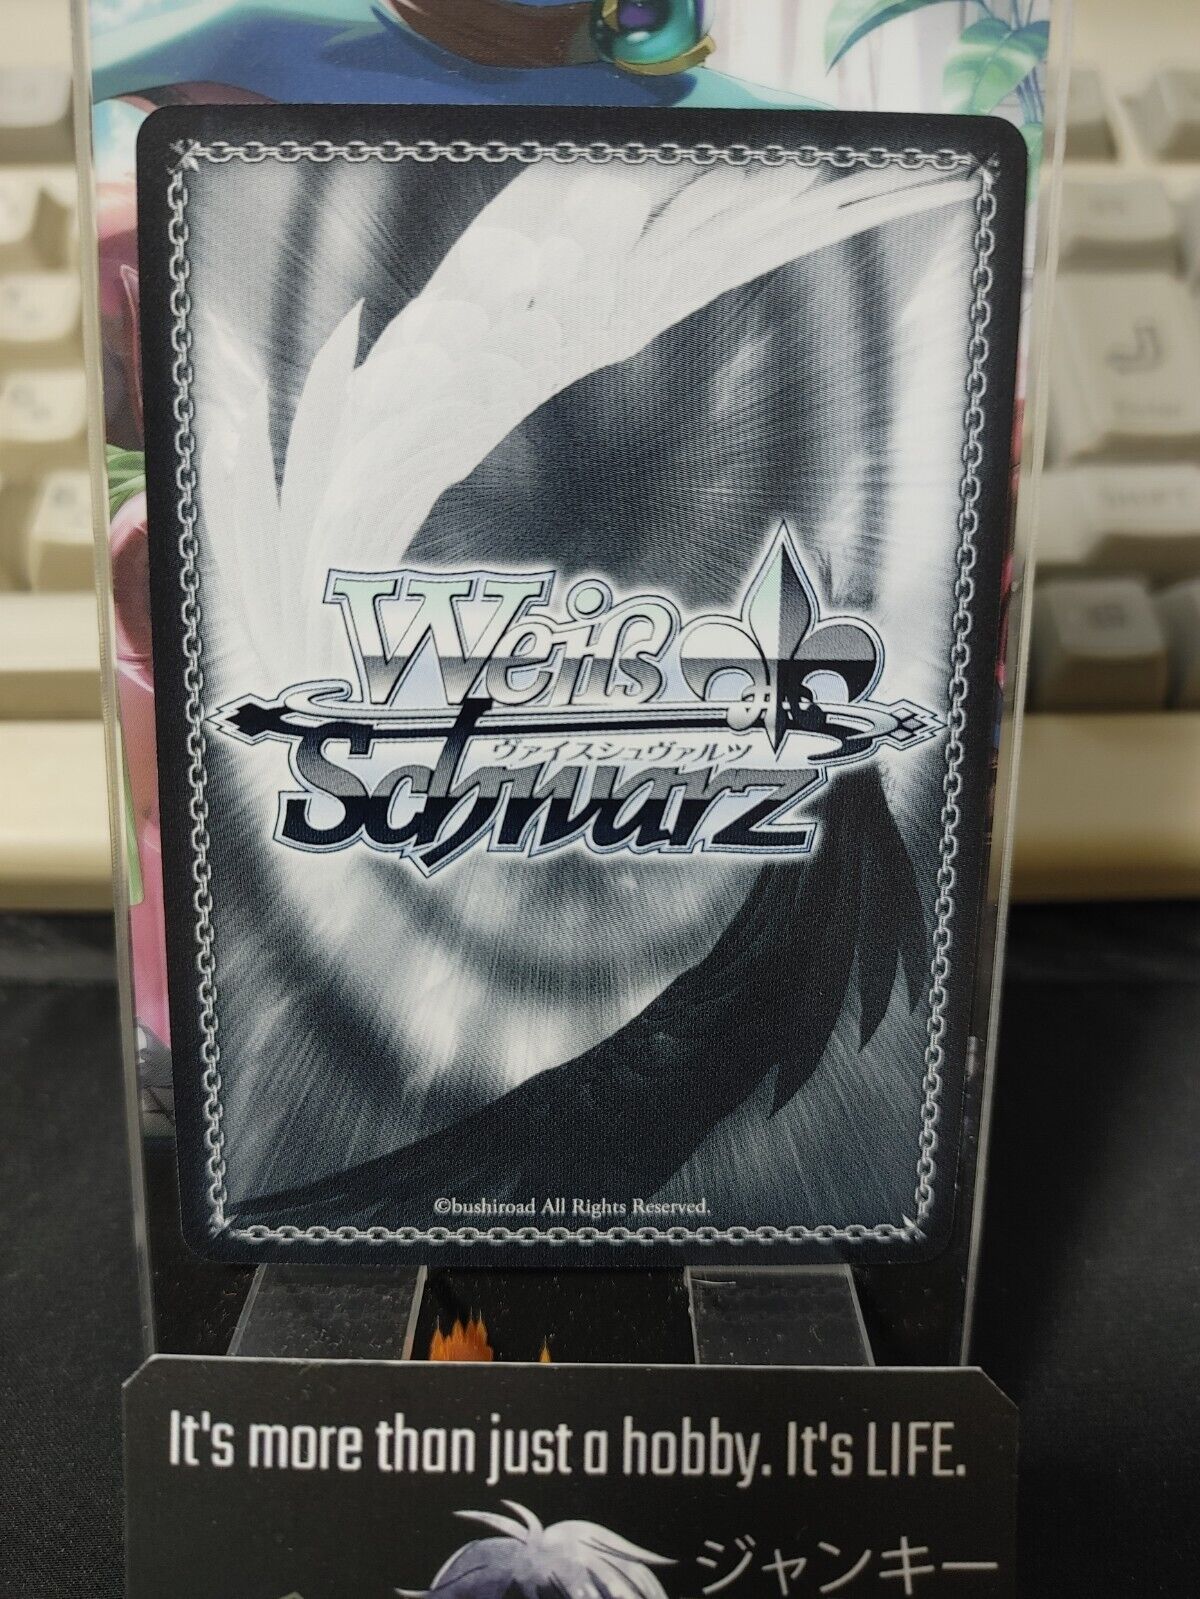 Weiß
Schwarz
ヴァイスシュヴァルツ
©bushiroad All Rights Reserved.
It's more than just a hobby. It's LIFE.
ジャンキー